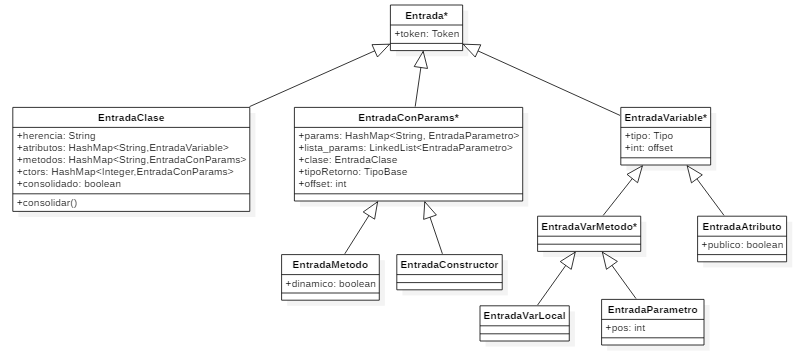 Entrada*
+token: Token
EntradaClase
+herencia: String
+atributos: HashMap<String,EntradaVariable>
+metodos: HashMap<String,EntradaConParams>
+ctors: HashMap<Integer,EntradaConParams>
+consolidado: boolean
+consolidar()
EntradaConParams*
+params: HashMap<String, EntradaParametro>
+lista_params: LinkedList<EntradaParametro>
+clase: EntradaClase
+tipoRetorno: TipoBase
+offset: int
EntradaVariable*
+tipo: Tipo
+int: offset
EntradaVarMetodo*
EntradaAtributo
+publico: boolean
EntradaMetodo
+dinamico: boolean
EntradaConstructor
EntradaVarLocal
EntradaParametro
+pos: int